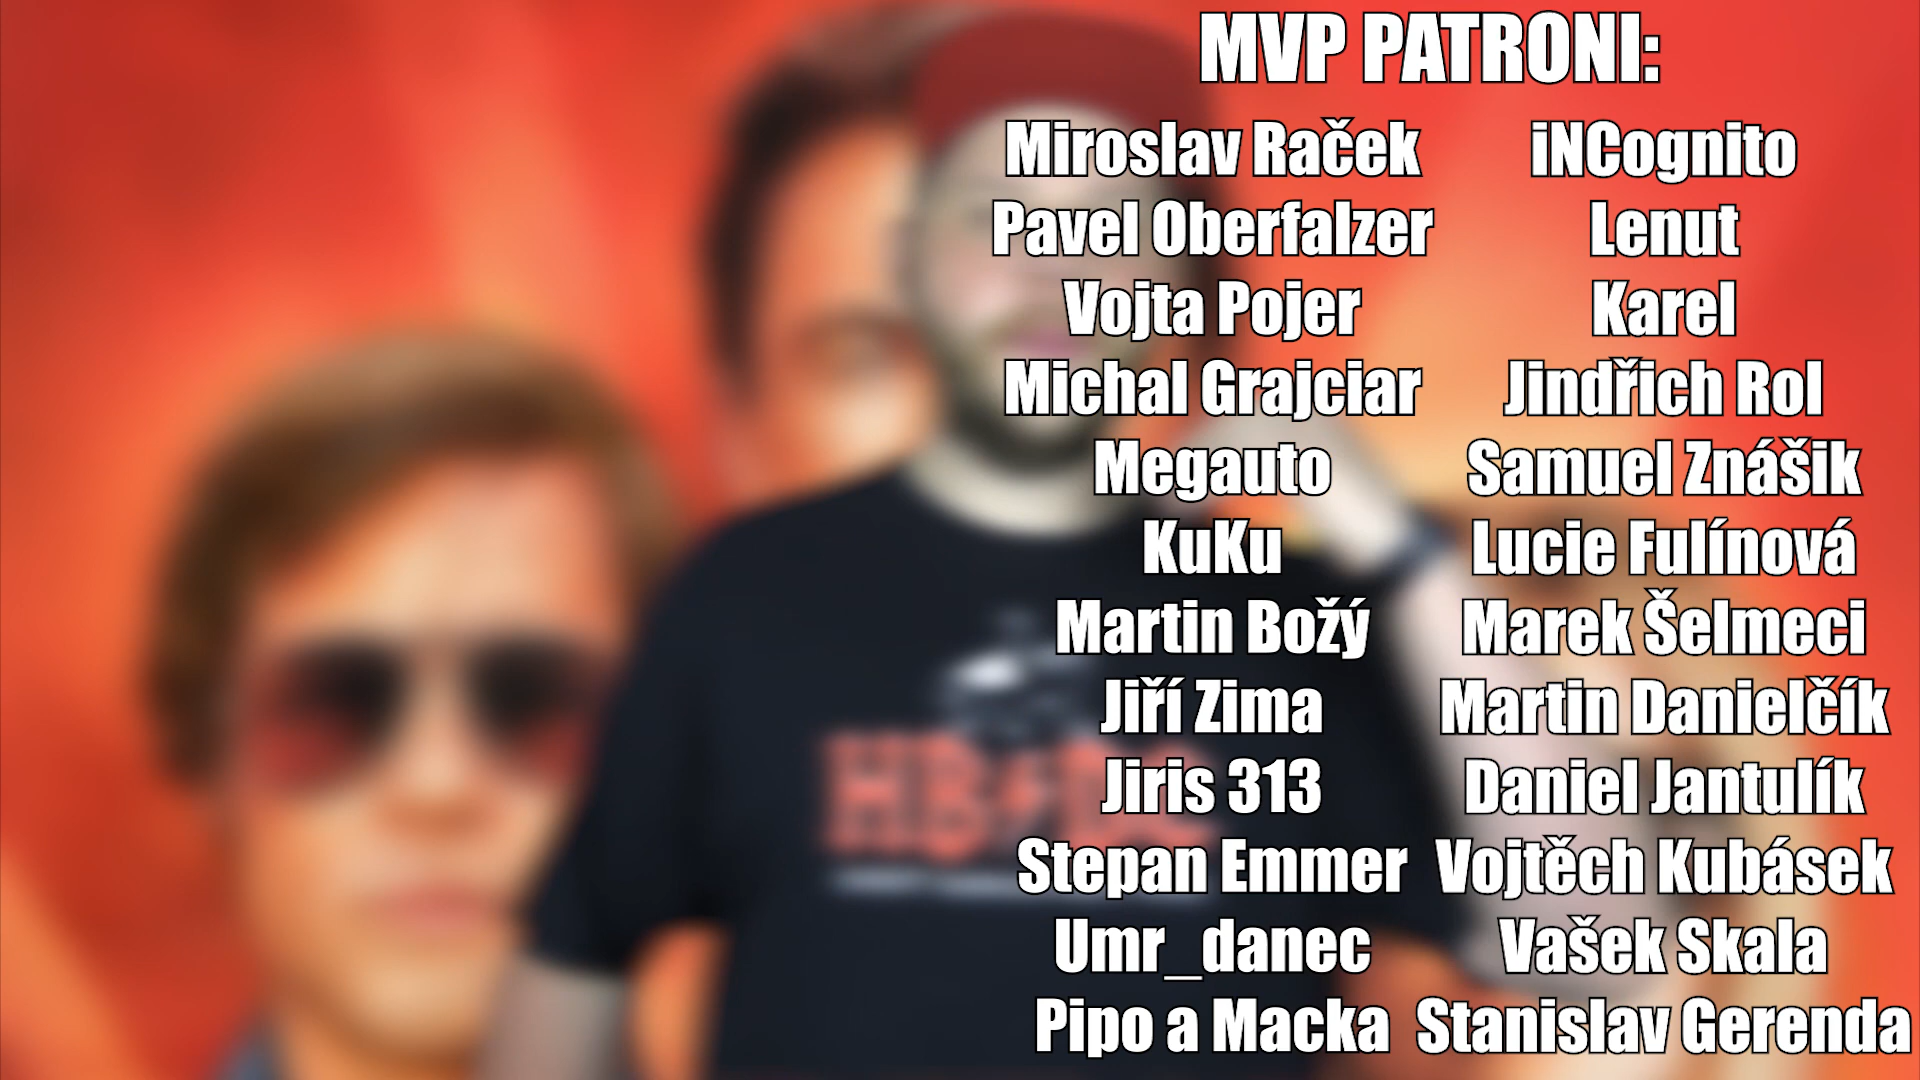 MVP PATRONI:
Miroslav Raček
Pavel Oberfalzer
Vojta Pojer
Michal Grajciar
Megauto
KuKu
Martin Božý
Jiří Zima
Jiris 313
Stepan Emmer
Umr_danec
Pipo a Macka
iNCognito
Lenut
Karel
Jindřich Rol
Samuel Znášik
Lucie Fulínová
Marek Šelmeci
Martin Danielčík
Daniel Jantulík
Vojtěch Kubásek
Vašek Skala
Stanislav Gerenda